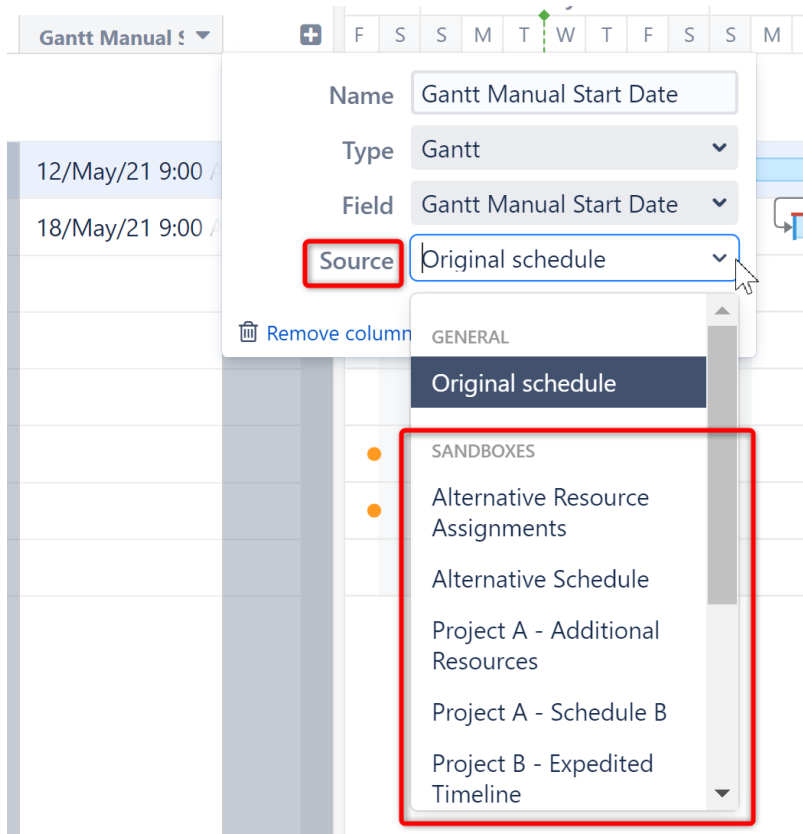 Gantt Manual S
F S S M T W T F S S M
Name Gantt Manual Start Date
Type Gantt
12/May/21 9:00 A
Field Gantt Manual Start Date
18/May/21 9:00 A
Source Original schedule
Remove column
GENERAL
Original schedule
SANDBOXES
Alternative Resource
Assignments
Alternative Schedule
Project A - Additional
Resources
Project A - Schedule B
Project B - Expedited
Timeline